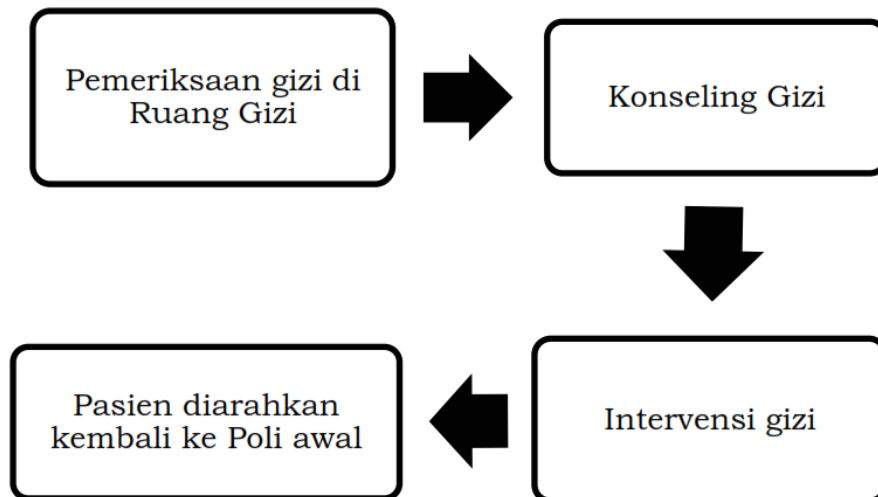 Pemeriksaan gizi di
Ruang Gizi
Konseling Gizi
Intervensi gizi
Pasien diarahkan
kembali ke Poli awal